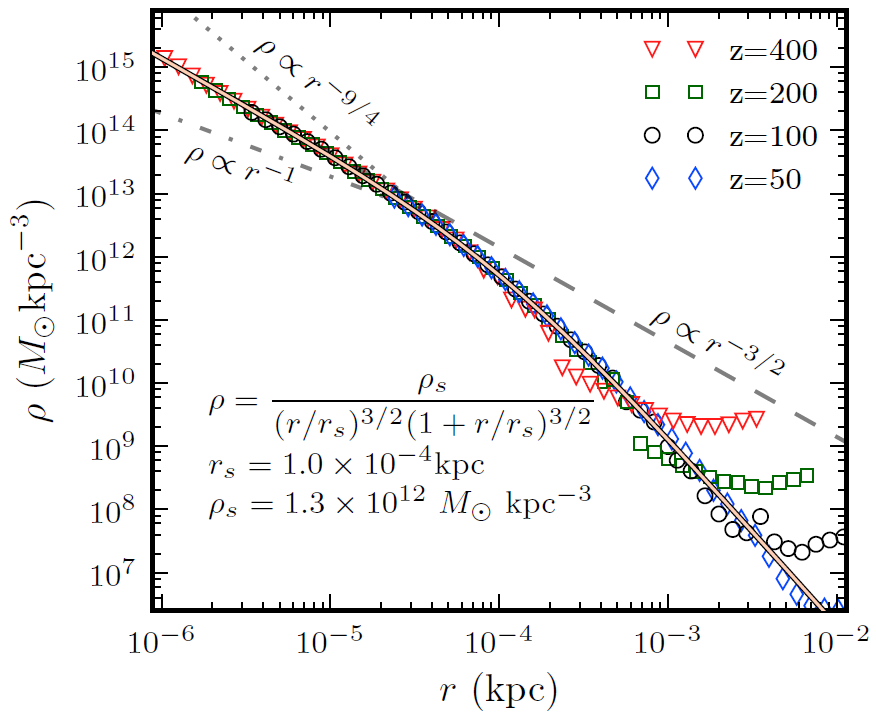 z=400
z=200
z=100
z=50
ρ ∝ r^{−9/4}
ρ ∝ r^{−1}
ρ ∝ r^{−3/2}
ρ = ρ_s / ((r/r_s)^{3/2}(1 + r/r_s)^{3/2})
r_s = 1.0 × 10^{−4}kpc
ρ_s = 1.3 × 10^{12} M_⊙ kpc^{−3}
ρ (M_⊙kpc^{−3})
10^{15}
10^{14}
10^{13}
10^{12}
10^{11}
10^{10}
10^{9}
10^{8}
10^{7}
10^{−6}
10^{−5}
10^{−4}
10^{−3}
10^{−2}
r (kpc)